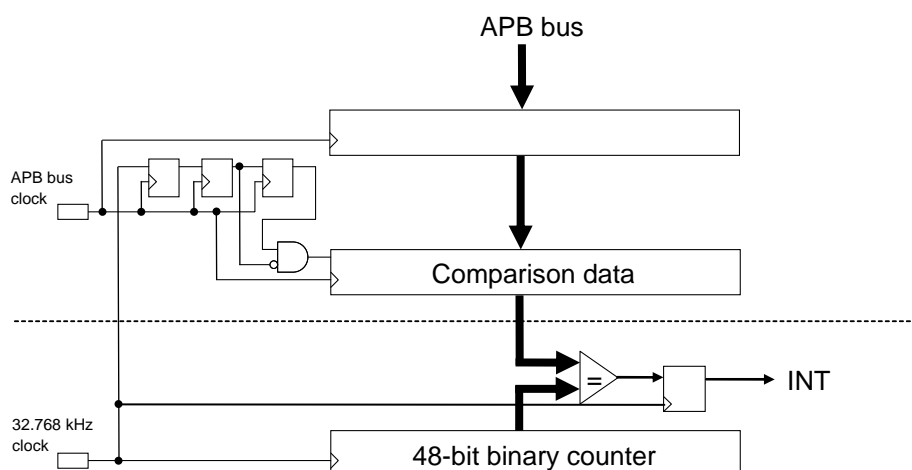 APB bus
APB bus
clock
Comparison data
=
INT
32.768 kHz
clock
48-bit binary counter